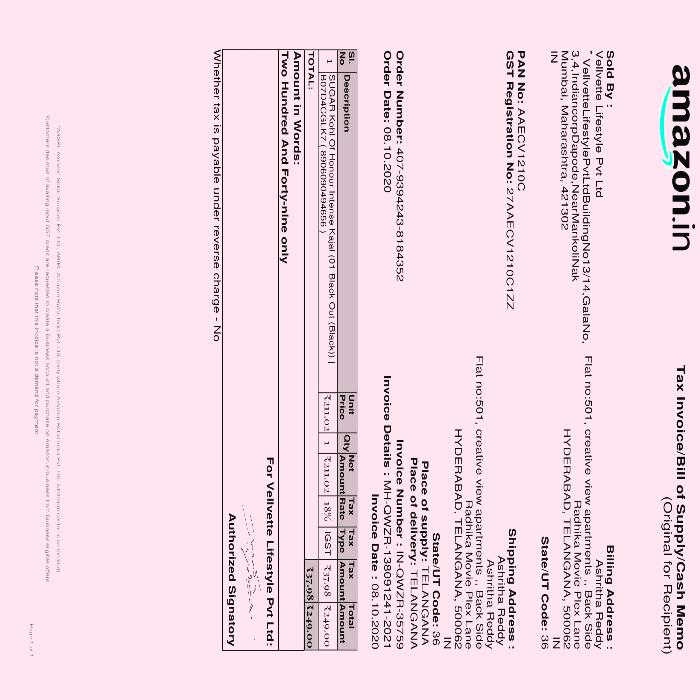 amazon.in
Tax Invoice/Bill of Supply/Cash Memo
(Original for Recipient)
Sold By :
Vellvette Lifestyle Pvt Ltd
* VellvetteLifestylePvtLtdBuildingNo13/14,GalaNo.
3,4,IndiancorpDapode,NearMankoliNak
Mumbai, Maharashtra, 421302
IN
Billing Address :
Ashritha Reddy
Flat no:501, creative view apartments ,. Back Side
Radhika Movie Plex Lane
HYDERABAD, TELANGANA, 500062
IN
State/UT Code: 36
PAN No: AAECV1210C
GST Registration No: 27AAECV1210C1ZZ
Shipping Address :
Ashritha Reddy
Ashritha Reddy
Flat no:501, creative view apartments ,. Back Side
Radhika Movie Plex Lane
HYDERABAD, TELANGANA, 500062
IN
State/UT Code: 36
Place of supply: TELANGANA
Place of delivery: TELANGANA
Order Number: 407-9394243-8184352
Order Date: 08.10.2020
Invoice Number : IN-QWZR-35759
Invoice Details : MH-QWZR-138091241-2021
Invoice Date : 08.10.2020
Sl. No Description Unit Price Qty Net Amount Tax Rate Tax Type Tax Amount Total Amount
1 SUGAR Kohl Of Honour Intense Kajal (01 Black Out (Black)) | ₹211.02 1 ₹211.02 18% IGST ₹37.98 ₹249.00
B07D4CGLK7 ( 8906090494656 )
TOTAL: ₹37.98 ₹249.00
Amount in Words:
Two Hundred And Forty-nine only
For Vellvette Lifestyle Pvt Ltd:
Authorized Signatory
Whether tax is payable under reverse charge - No
Please note that this invoice is not a demand for payment
Page 1 of 1